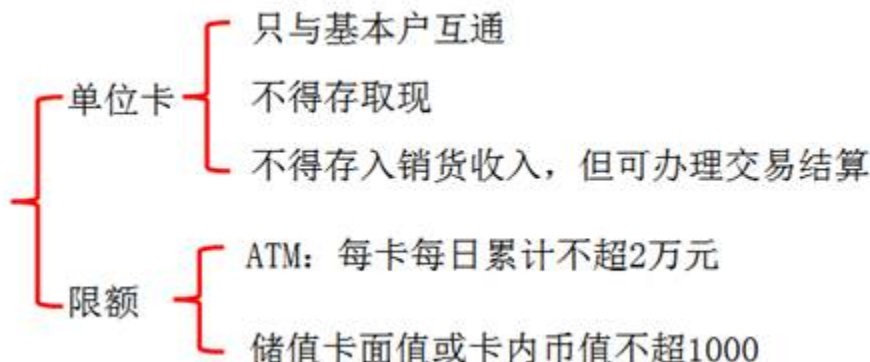 单位卡
只与基本户互通
不得存取现
不得存入销货收入，但可办理交易结算
限额
ATM：每卡每日累计不超2万元
储值卡面值或卡内币值不超1000